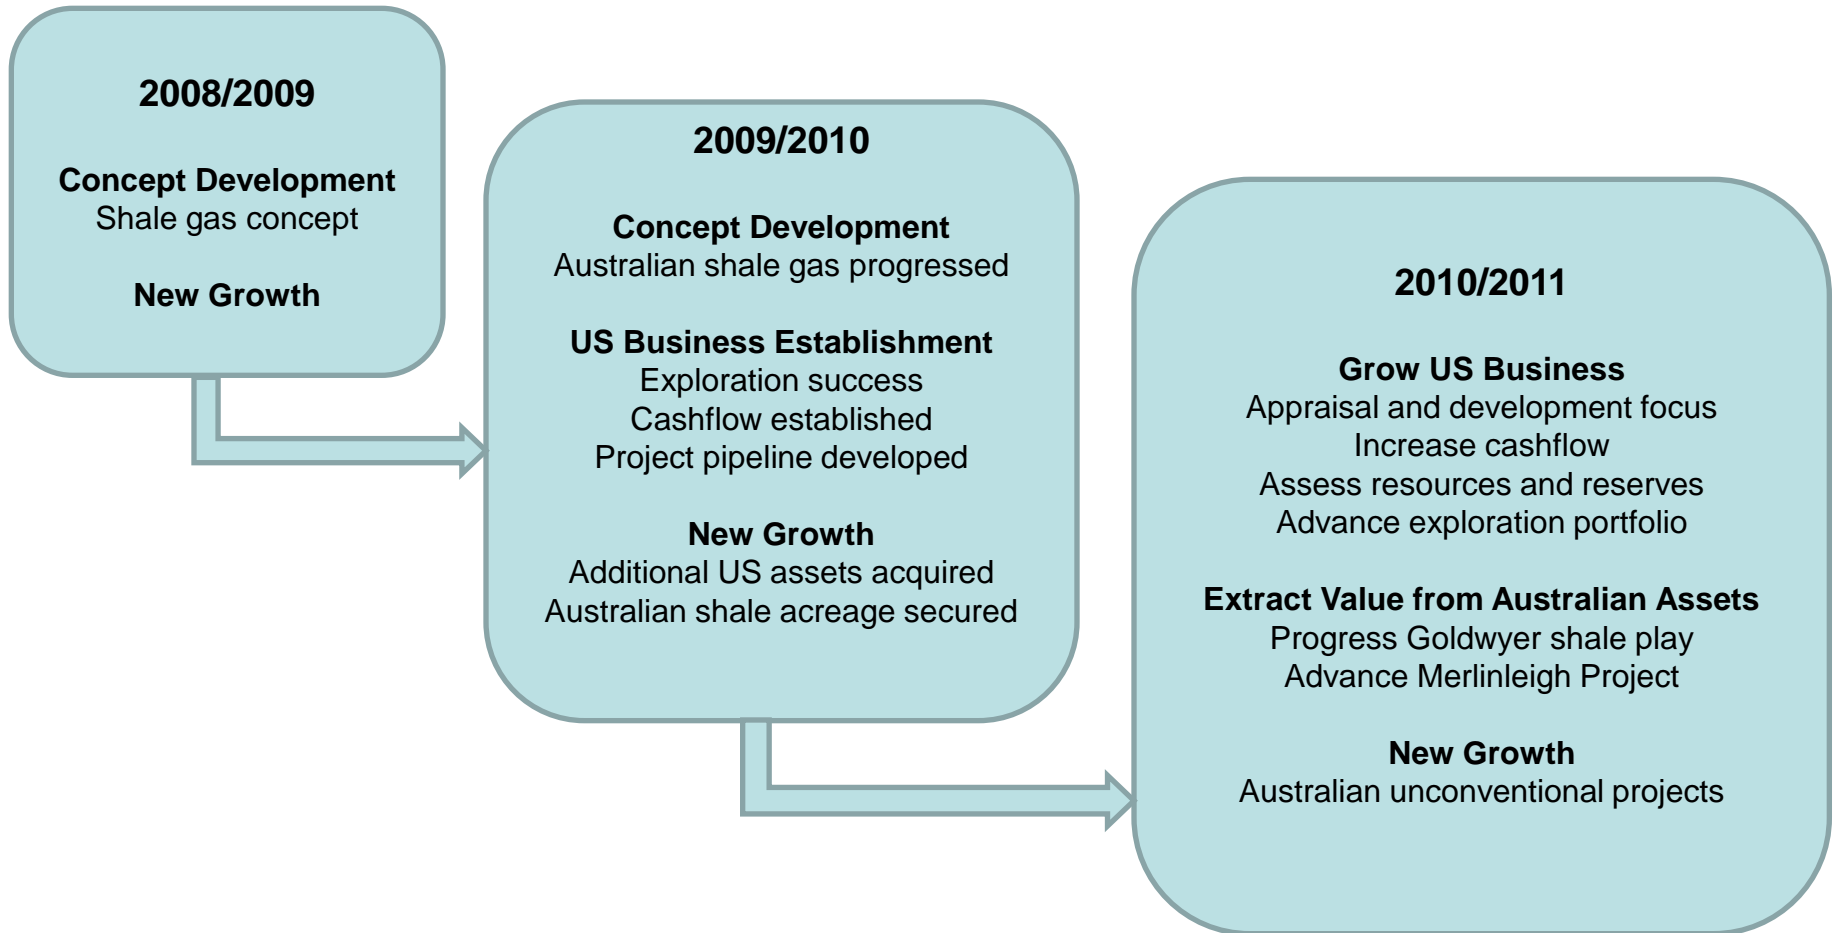 2008/2009
Concept Development
Shale gas concept
New Growth
2009/2010
Concept Development
Australian shale gas progressed
US Business Establishment
Exploration success
Cashflow established
Project pipeline developed
New Growth
Additional US assets acquired
Australian shale acreage secured
2010/2011
Grow US Business
Appraisal and development focus
Increase cashflow
Assess resources and reserves
Advance exploration portfolio
Extract Value from Australian Assets
Progress Goldwyer shale play
Advance Merlinleigh Project
New Growth
Australian unconventional projects